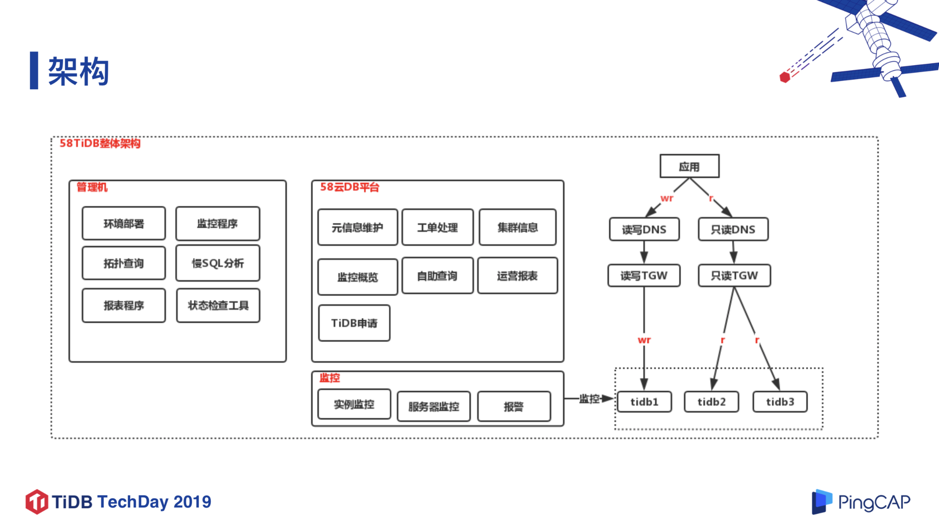 架构
58TiDB整体架构
管理机
环境部署
监控程序
拓扑查询
慢SQL分析
报表程序
状态检查工具
58云DB平台
元信息维护
工单处理
集群信息
监控概览
自助查询
运营报表
TiDB申请
监控
实例监控
服务器监控
报警
监控
应用
wr
r
读写DNS
只读DNS
读写TGW
只读TGW
wr
r
r
tidb1
tidb2
tidb3
TiDB TechDay 2019
PingCAP